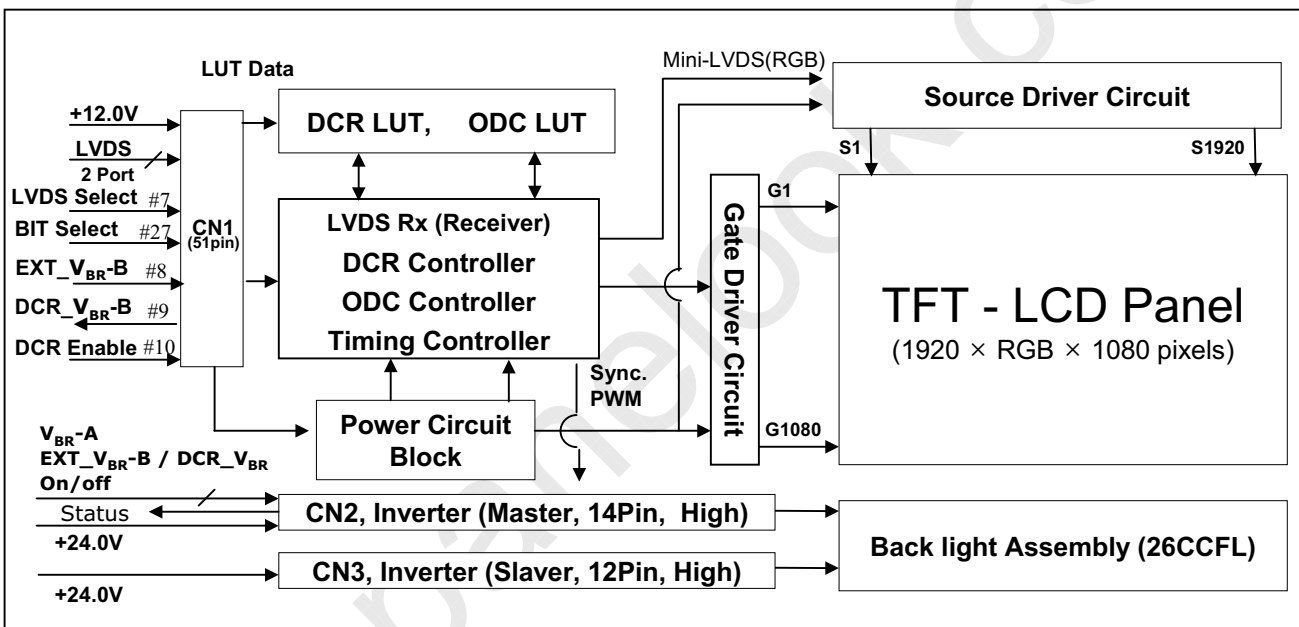 Mini-LVDS(RGB)
LUT Data
+12.0V
LVDS
2 Port
LVDS Select #7
BIT Select #27
EXT_VBR-B #8
DCR_VBR-B #9
DCR Enable #10
CN1
(51pin)
DCR LUT, ODC LUT
LVDS Rx (Receiver)
DCR Controller
ODC Controller
Timing Controller
Source Driver Circuit
S1
S1920
G1
Gate Driver Circuit
G1080
TFT - LCD Panel
(1920 × RGB × 1080 pixels)
Sync.
PWM
Power Circuit
Block
VBR-A
EXT_VBR-B / DCR_VBR
On/off
Status
+24.0V
CN2, Inverter (Master, 14Pin, High)
CN3, Inverter (Slaver, 12Pin, High)
+24.0V
Back light Assembly (26CCFL)